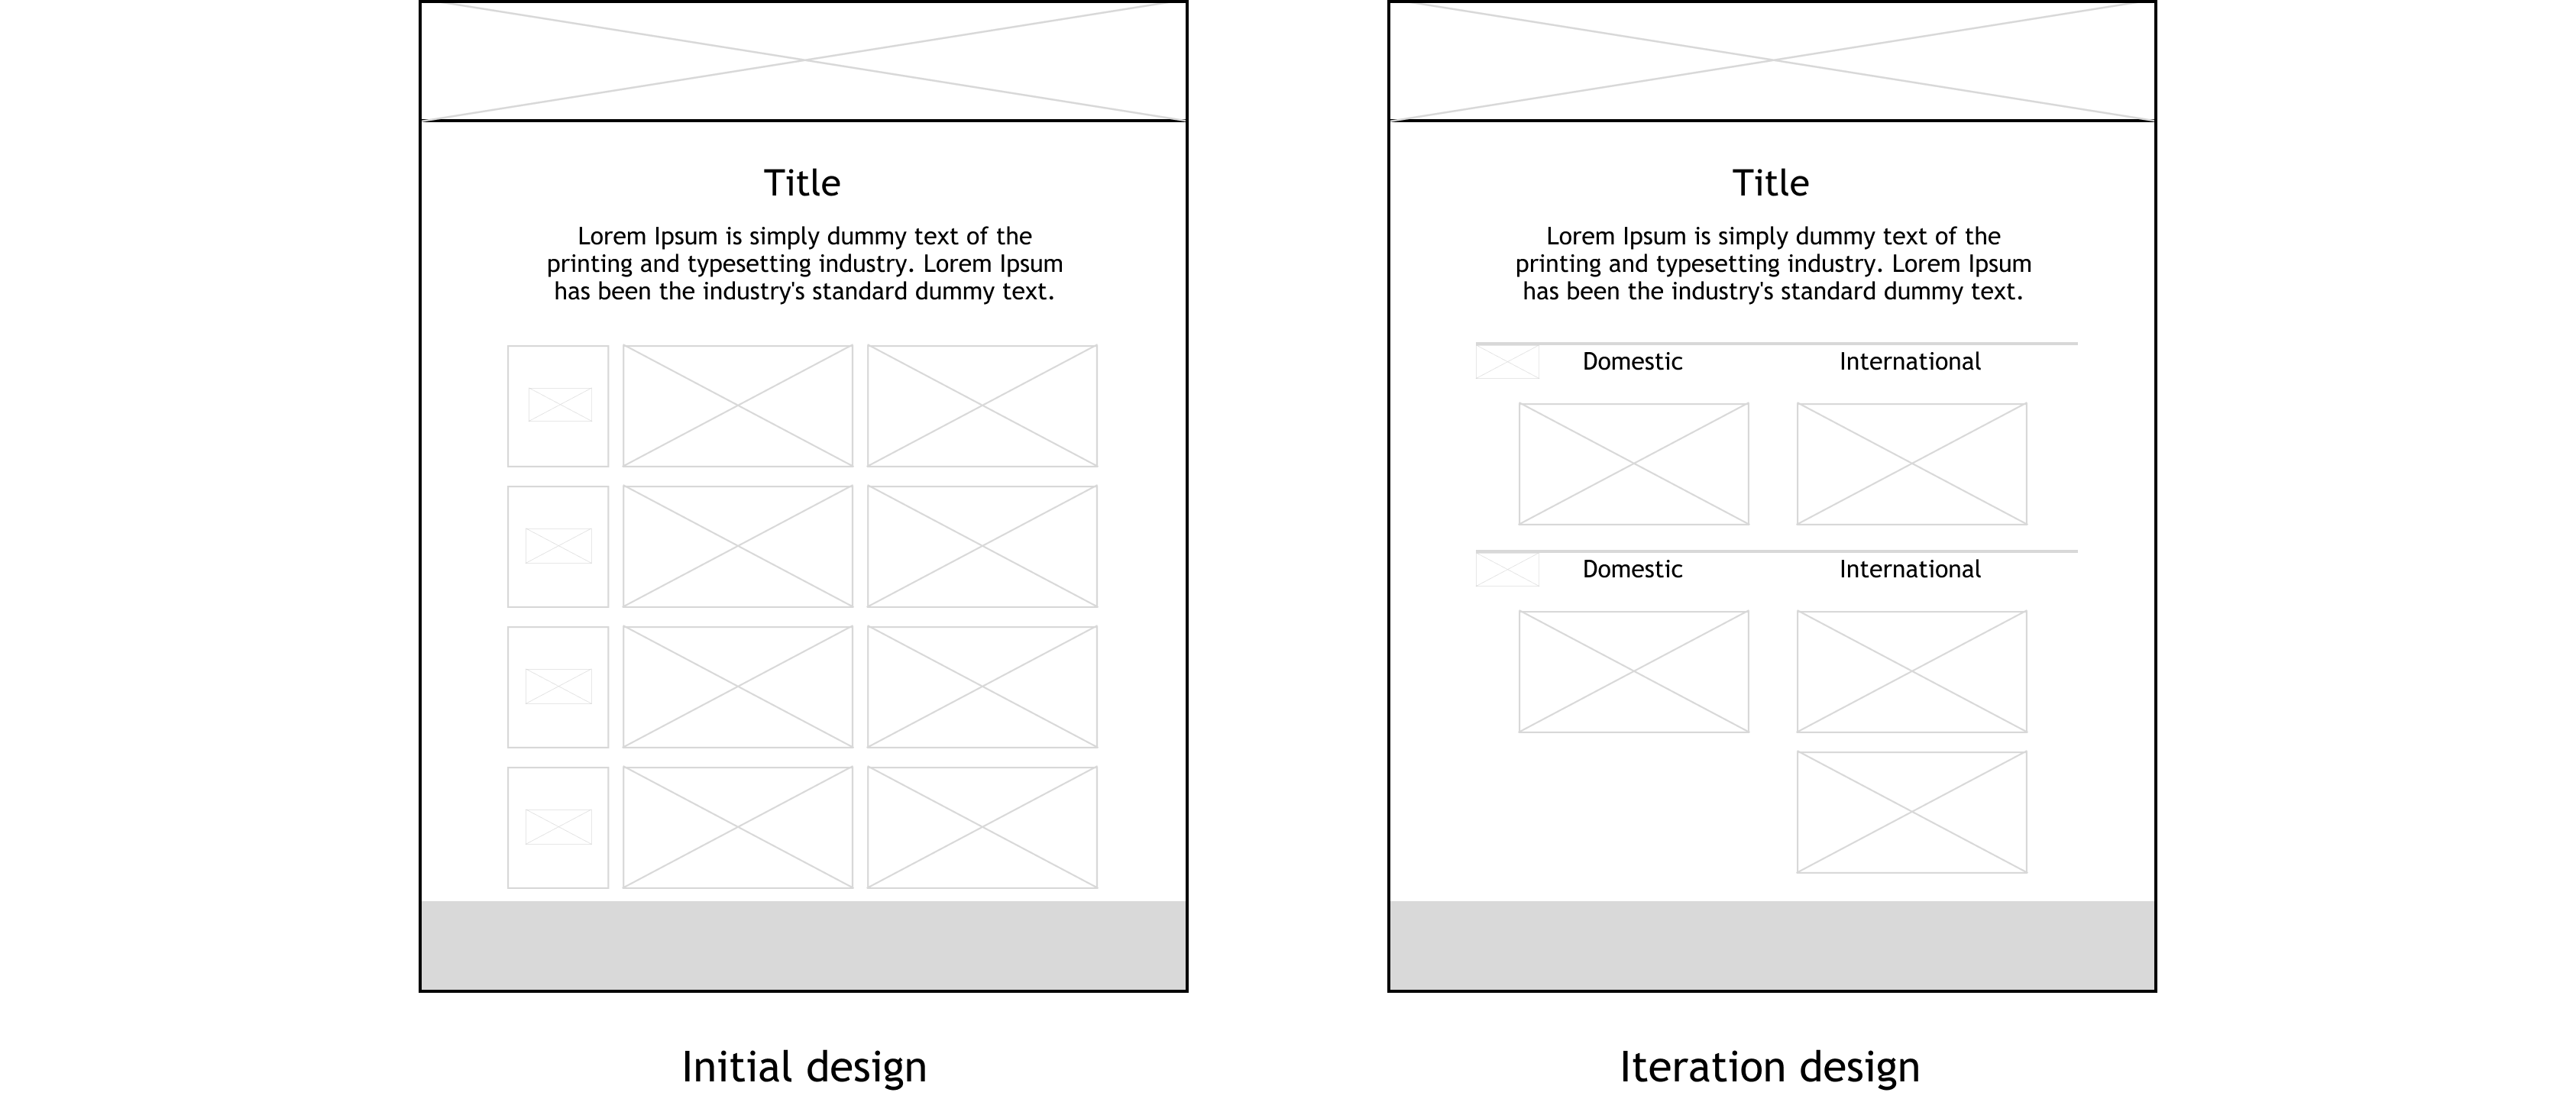 Title
Lorem Ipsum is simply dummy text of the
printing and typesetting industry. Lorem Ipsum
has been the industry's standard dummy text.
Initial design
Title
Lorem Ipsum is simply dummy text of the
printing and typesetting industry. Lorem Ipsum
has been the industry's standard dummy text.
Domestic International
Domestic International
Iteration design